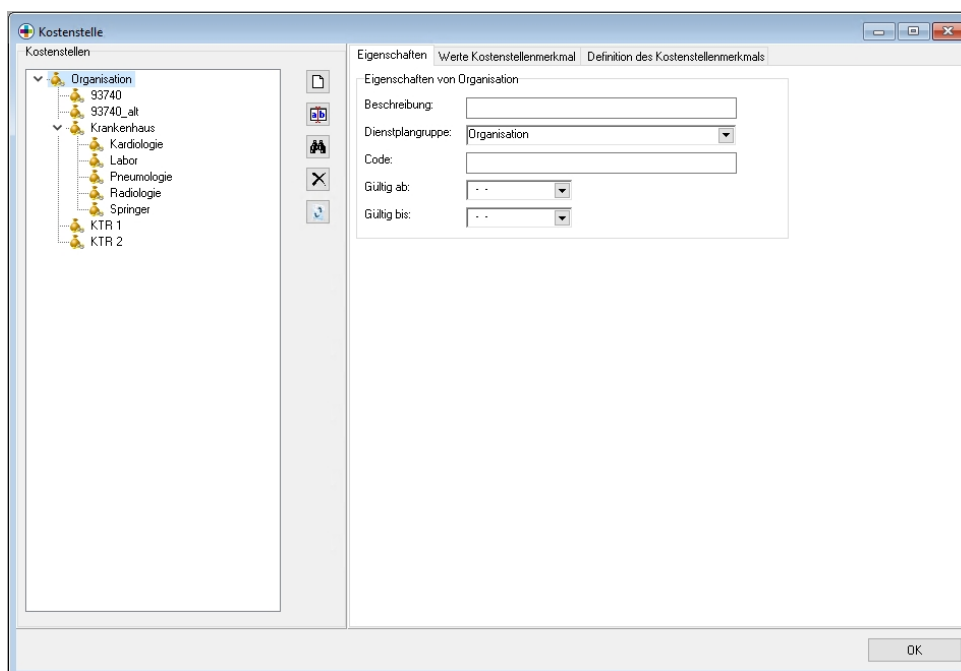 Kostenstelle
Kostenstellen
Organisation
93740
93740_alt
Krankenhaus
Kardiologie
Labor
Pneumologie
Radiologie
Springer
KTR 1
KTR 2
a b
Eigenschaften Werte Kostenstellenmerkmal Definition des Kostenstellenmerkmals
Eigenschaften von Organisation
Beschreibung:
Dienstplangruppe: Organisation
Code:
Gültig ab: - -
Gültig bis: - -
OK